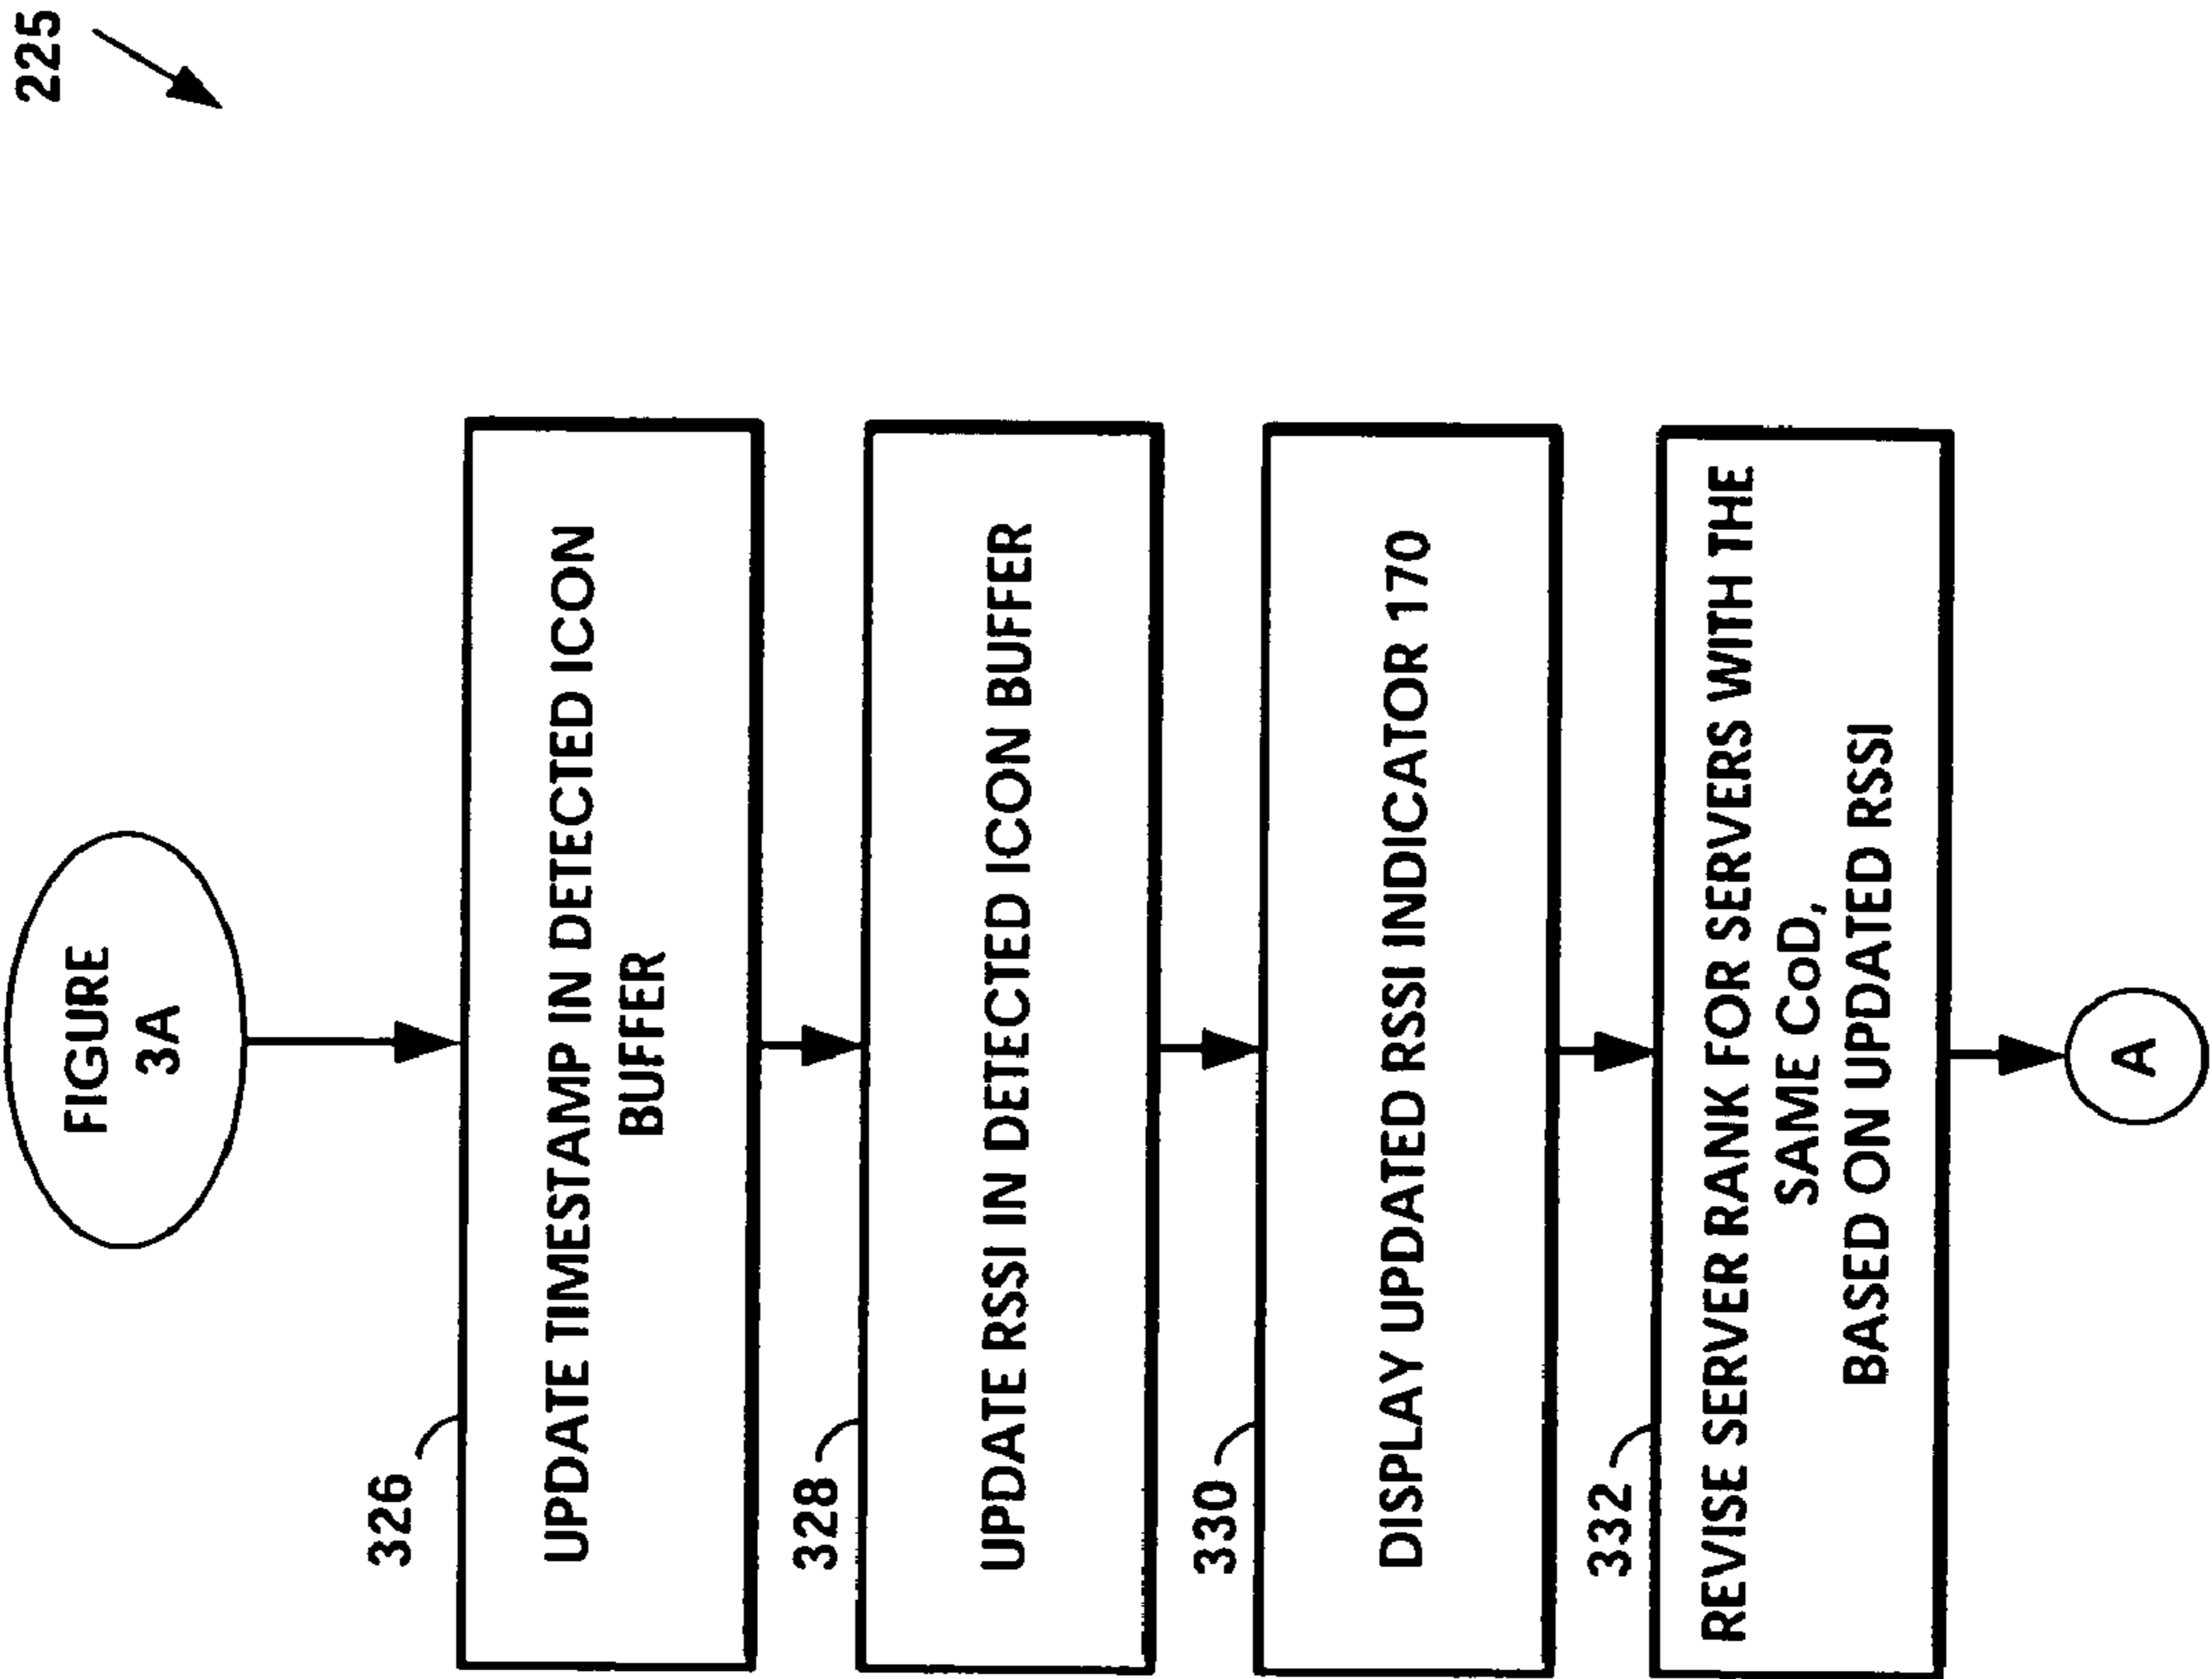 225
FIGURE
3A
326
UPDATE TIMESTAMP IN DETECTED ICON
BUFFER
328
UPDATE RSSI IN DETECTED ICON BUFFER
330
DISPLAY UPDATED RSSI INDICATOR 170
332
REVISE SERVER RANK FOR SERVERS WITH THE
SAME CoD,
BASED ON UPDATED RSSI
A